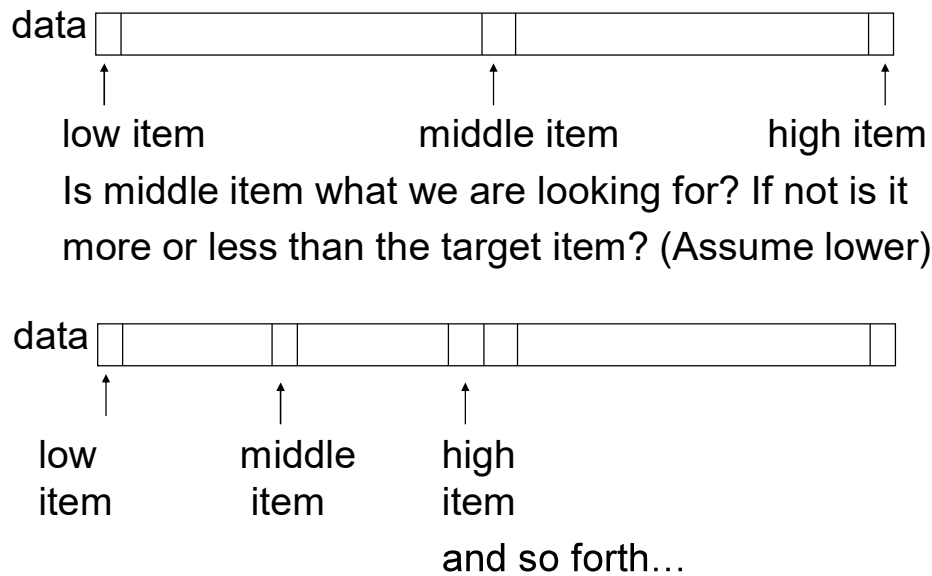 data
low item middle item high item
Is middle item what we are looking for? If not is it
more or less than the target item? (Assume lower)
data
low middle high
item item item
and so forth…